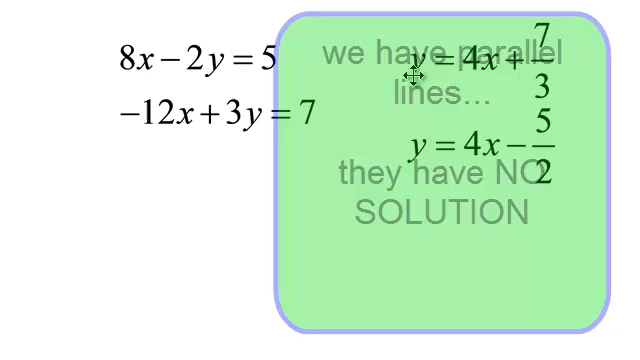 8x − 2y = 5
−12x + 3y = 7
we have parallel
lines...
they have NO
SOLUTION
y = 4x + 7/3
y = 4x − 5/2